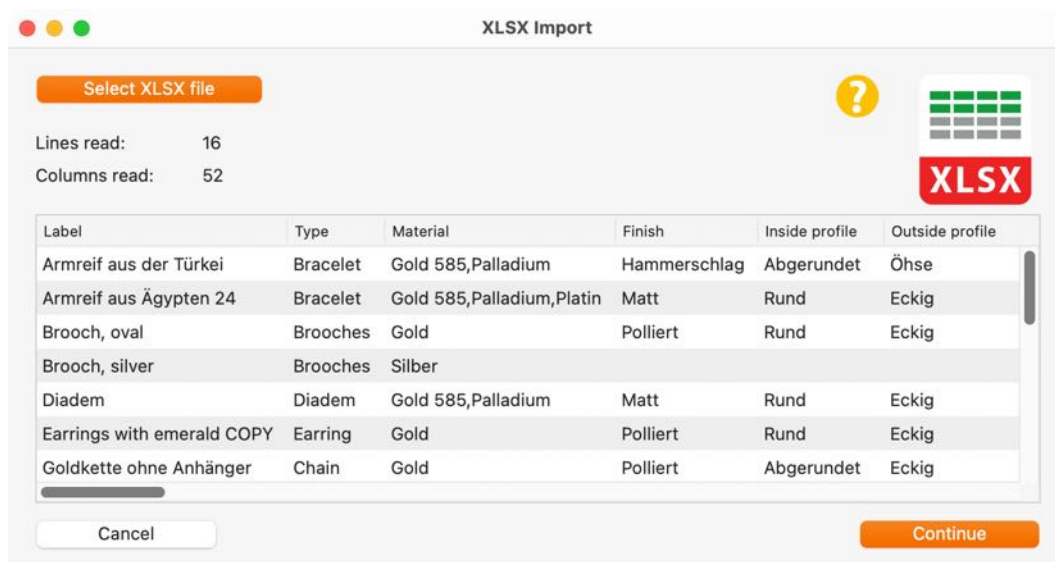 XLSX Import
Select XLSX file
?
XLSX
Lines read: 16
Columns read: 52
Label Type Material Finish Inside profile Outside profile
Armreif aus der Türkei Bracelet Gold 585,Palladium Hammerschlag Abgerundet Öhse
Armreif aus Ägypten 24 Bracelet Gold 585,Palladium,Platin Matt Rund Eckig
Brooch, oval Brooches Gold Polliert Rund Eckig
Brooch, silver Brooches Silber
Diadem Diadem Gold 585,Palladium Matt Rund Eckig
Earrings with emerald COPY Earring Gold Polliert Rund Eckig
Goldkette ohne Anhänger Chain Gold Polliert Abgerundet Eckig
Cancel Continue